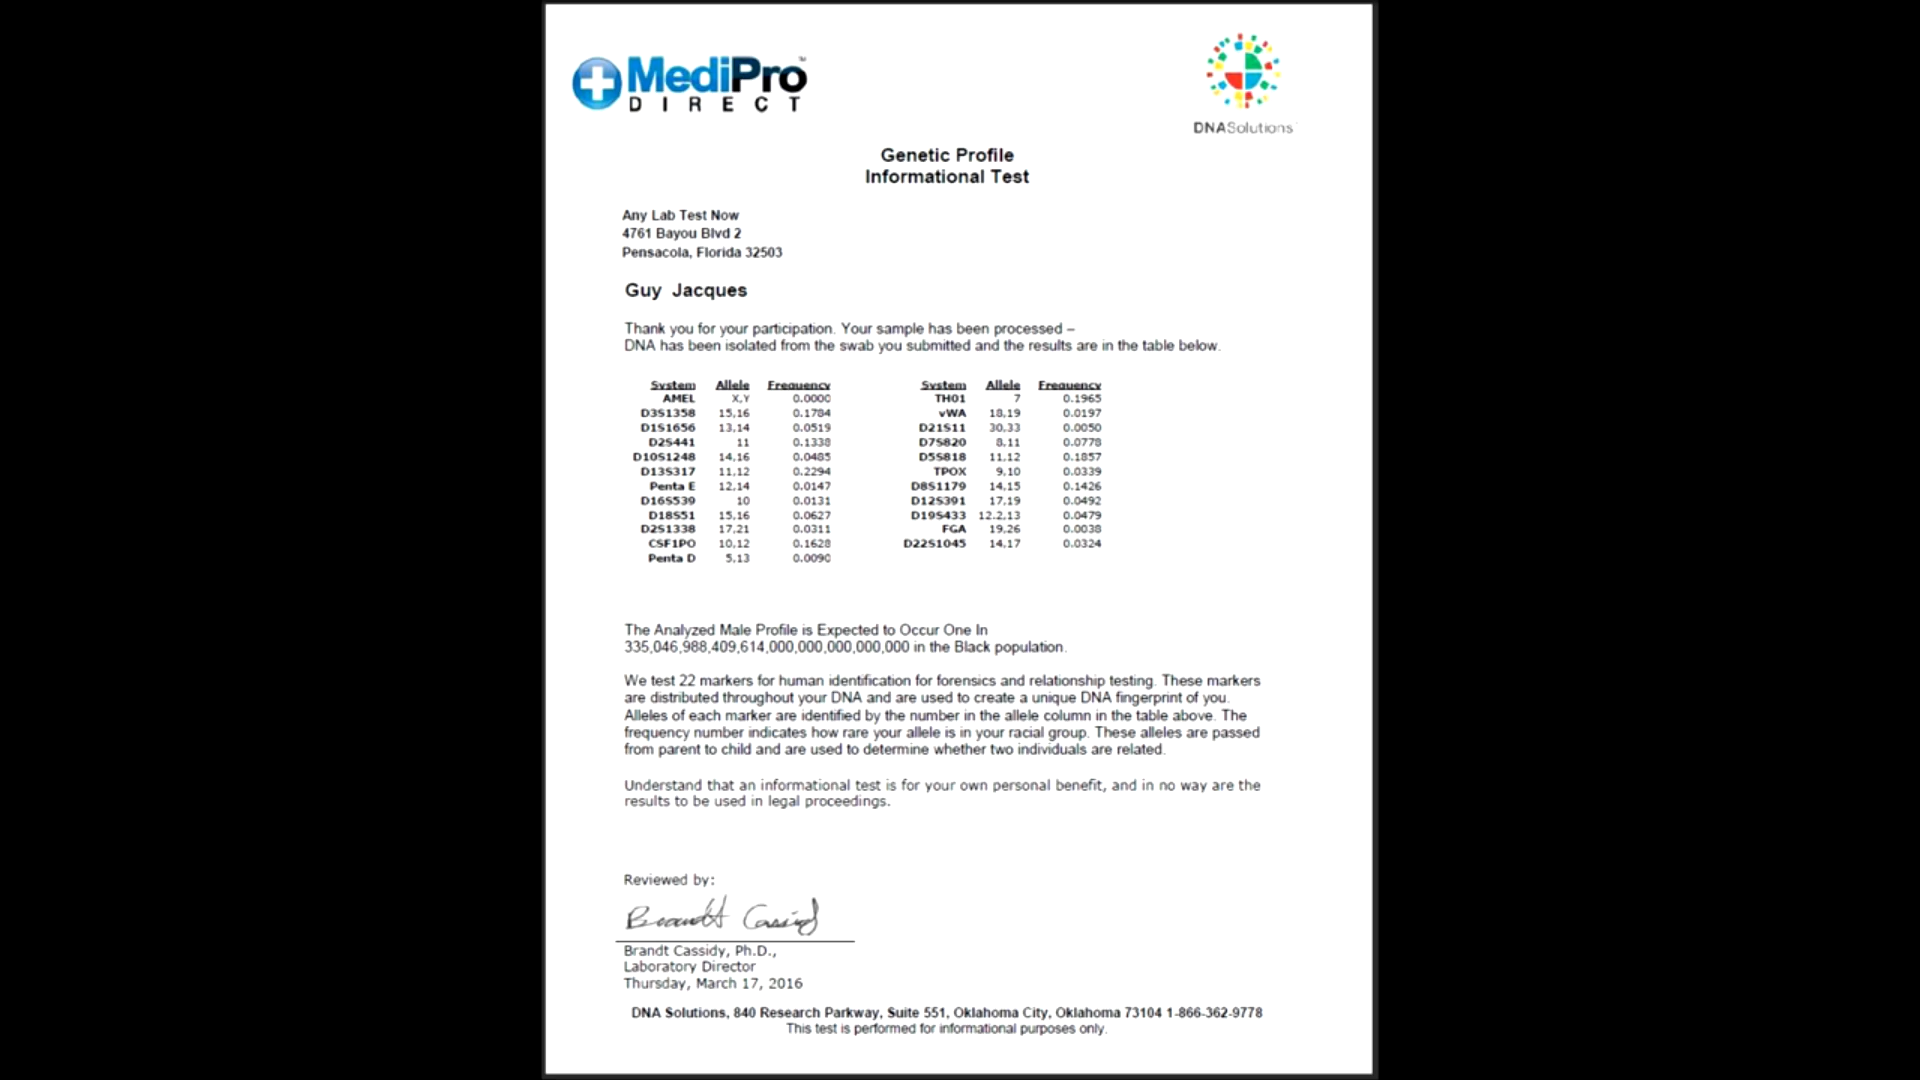 MediPro™
DIRECT
DNASolutions
Genetic Profile
Informational Test
Any Lab Test Now
4761 Bayou Blvd 2
Pensacola, Florida 32503
Guy Jacques
Thank you for your participation. Your sample has been processed –
DNA has been isolated from the swab you submitted and the results are in the table below.
System Allele Frequency System Allele Frequency
AMEL X,Y 0.0000 TH01 7 0.1965
D3S1358 15,16 0.1784 vWA 18,19 0.0197
D1S1656 13,14 0.0519 D21S11 30,33 0.0050
D2S441 11 0.1338 D7S820 8,11 0.0778
D10S1248 14,16 0.0485 D5S818 11,12 0.1857
D13S317 11,12 0.2294 TPOX 9,10 0.0339
Penta E 12,14 0.0147 D8S1179 14,15 0.1426
D16S539 10 0.0131 D12S391 17,19 0.0492
D18S51 15,16 0.0627 D19S433 12.2,13 0.0479
D2S1338 17,21 0.0311 FGA 19,26 0.0038
CSF1PO 10,12 0.1628 D22S1045 14,17 0.0324
Penta D 5,13 0.0090
The Analyzed Male Profile is Expected to Occur One In
335,046,988,409,614,000,000,000,000,000 in the Black population.
We test 22 markers for human identification for forensics and relationship testing. These markers
are distributed throughout your DNA and are used to create a unique DNA fingerprint of you.
Alleles of each marker are identified by the number in the allele column in the table above. The
frequency number indicates how rare your allele is in your racial group. These alleles are passed
from parent to child and are used to determine whether two individuals are related.
Understand that an informational test is for your own personal benefit, and in no way are the
results to be used in legal proceedings.
Reviewed by:
Brandt Cassidy
Brandt Cassidy, Ph.D.,
Laboratory Director
Thursday, March 17, 2016
DNA Solutions, 840 Research Parkway, Suite 551, Oklahoma City, Oklahoma 73104 1-866-362-9778
This test is performed for informational purposes only.